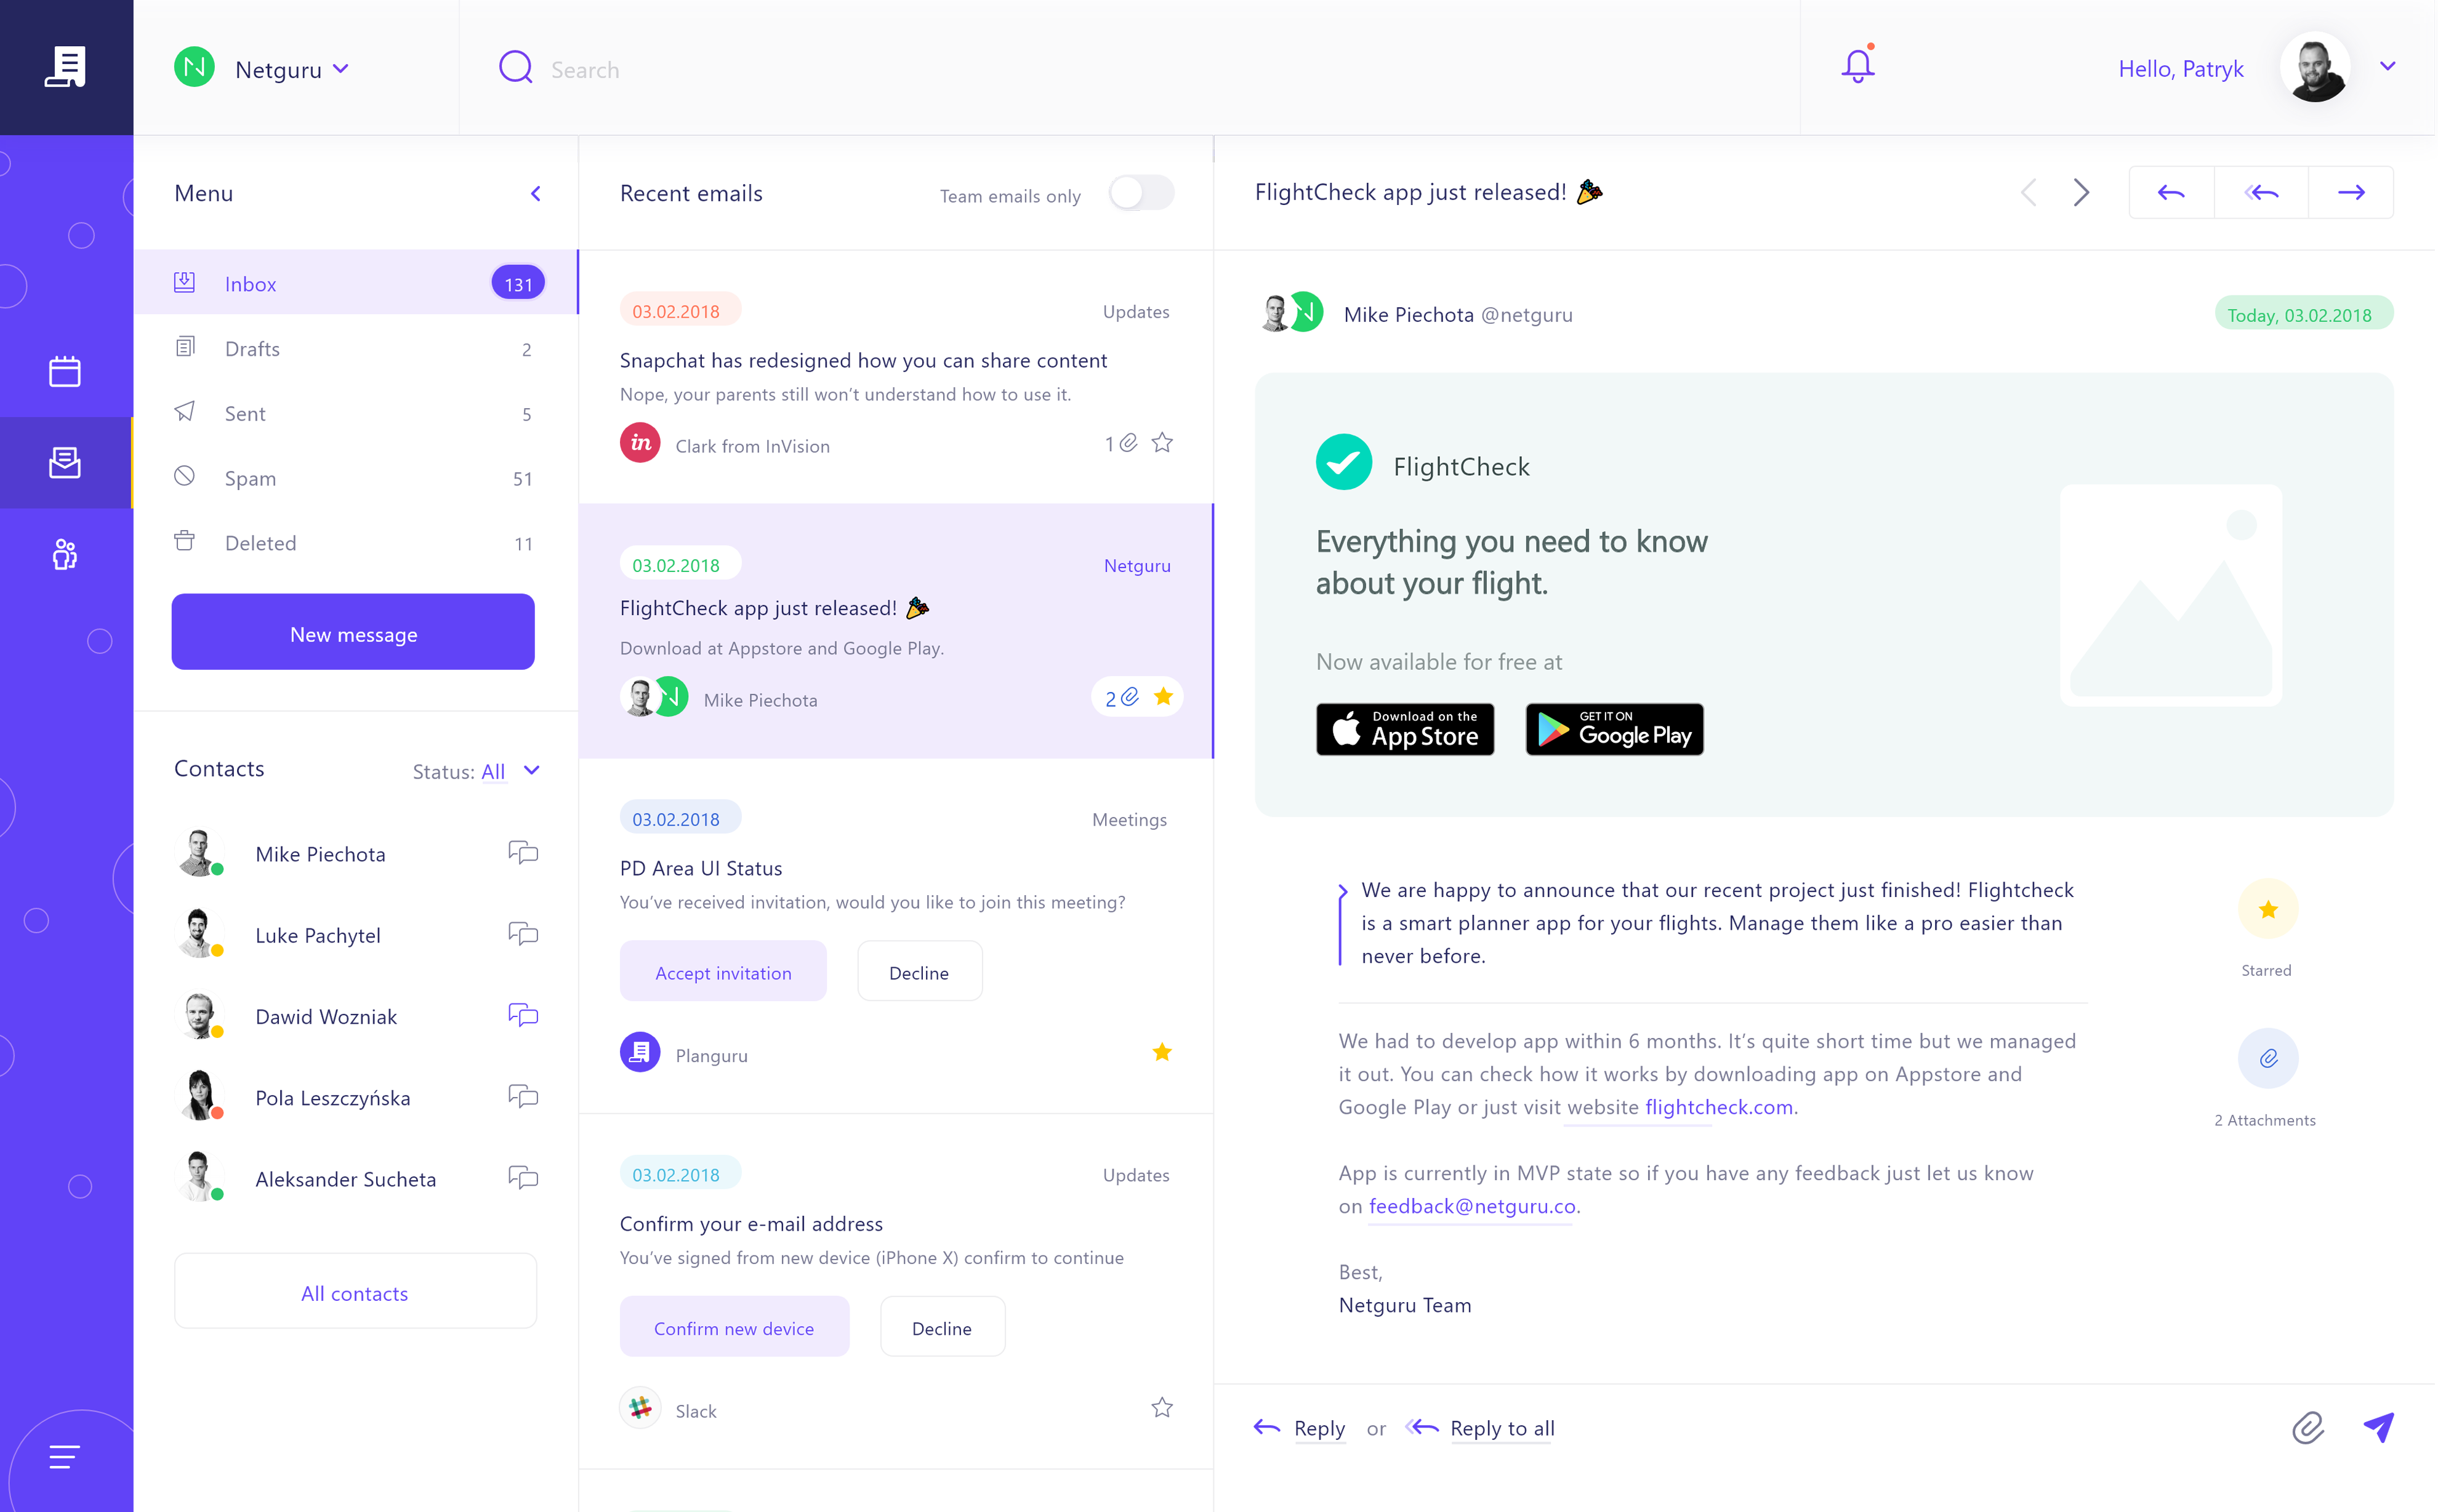 Netguru
Search
Hello, Patryk
Menu
Inbox 131
Drafts 2
Sent 5
Spam 51
Deleted 11
New message
Contacts
Status: All
Mike Piechota
Luke Pachytel
Dawid Wozniak
Pola Leszczyńska
Aleksander Sucheta
All contacts
Recent emails
Team emails only
03.02.2018
Updates
Snapchat has redesigned how you can share content
Nope, your parents still won’t understand how to use it.
in
Clark from InVision
1
03.02.2018
Netguru
FlightCheck app just released!
Download at Appstore and Google Play.
N
Mike Piechota
2
03.02.2018
Meetings
PD Area UI Status
You’ve received invitation, would you like to join this meeting?
Accept invitation
Decline
Planguru
03.02.2018
Updates
Confirm your e-mail address
You’ve signed from new device (iPhone X) confirm to continue
Confirm new device
Decline
Slack
FlightCheck app just released!
N
Mike Piechota @netguru
Today, 03.02.2018
FlightCheck
Everything you need to know
about your flight.
Now available for free at
Download on the
App Store
GET IT ON
Google Play
We are happy to announce that our recent project just finished! Flightcheck
is a smart planner app for your flights. Manage them like a pro easier than
never before.
Starred
We had to develop app within 6 months. It’s quite short time but we managed
it out. You can check how it works by downloading app on Appstore and
Google Play or just visit website flightcheck.com.
2 Attachments
App is currently in MVP state so if you have any feedback just let us know
on feedback@netguru.co.
Best,
Netguru Team
Reply or Reply to all